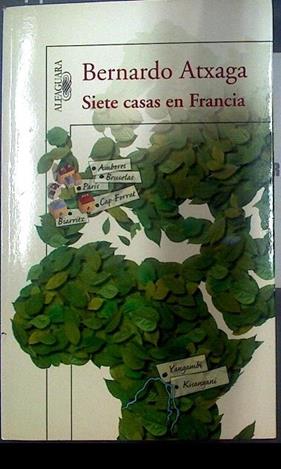 ALFAGUARA
Bernardo Atxaga
Siete casas en Francia
Amberes
Bruselas
París
Cap Ferrat
Biarritz
Yangambi
Kisangani